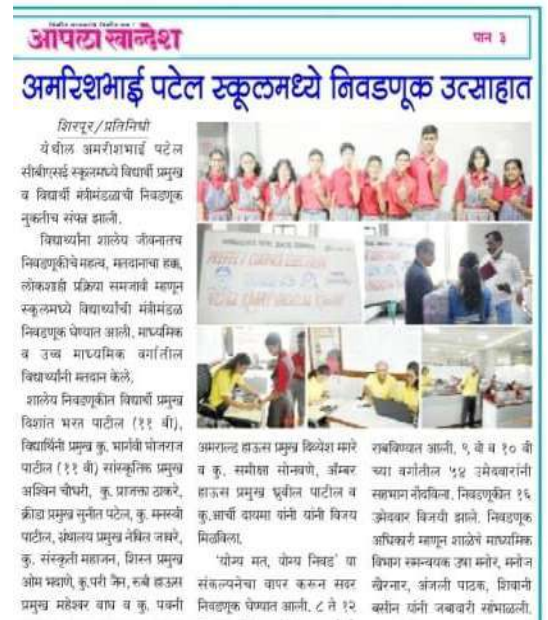 आपला खान्देश
पान ३
अमरिशभाई पटेल स्कूलमध्ये निवडणूक उत्साहात
शिरपूर/प्रतिनिधी
येथील अमरीशभाई पटेल
सीबीएसई स्कूलमध्ये विद्यार्थी प्रमुख
व विद्यार्थी मंत्रीमंडळाची निवडणूक
नुकतीच संपन्न झाली.
विद्यार्थ्यांना शालेय जीवनातच
निवडणूकीचे महत्व, मतदानाचा हक्क,
लोकशाही प्रक्रिया समजावी म्हणून
स्कूलमध्ये विद्यार्थ्यांची मंत्रीमंडळ
निवडणूक घेण्यात आली. माध्यमिक
व उच्च माध्यमिक वर्गातील
विद्यार्थ्यांनी मतदान केले.
शालेय निवडणूकीत विद्यार्थी प्रमुख
दिशांत भरत पाटील (११ वी),
विद्यार्थिनी प्रमुख कु. भार्गवी भोजराज
पाटील (११ वी) सांस्कृतिक प्रमुख
अश्विन चौधरी, कु. प्राजक्ता ठाकरे,
क्रीडा प्रमुख सुनीत पटेल, कु. मनस्वी
पाटील, ग्रंथालय प्रमुख नेविल जाधरे,
कु. संस्कृती महाजन, शिस्त प्रमुख
ओम भवाणे, कु.परी जैन, रुबी हाऊस
प्रमुख महेश्वर वाघ व कु. पवनी
अमराल्ड हाऊस प्रमुख दिव्येश मगरे
व कु. समीक्षा सोनवणे, अ‍ॅम्बर
हाऊस प्रमुख ध्रुवील पाटील व
कु.आर्ची दायमा यांनी यांनी विजय
मिळविला.
'योग्य मत, योग्य निवड' या
संकल्पनेचा वापर करून सदर
निवडणूक घेण्यात आली. ८ ते १२
राबविण्यात आली. ९ वी व १० वी
च्या वर्गातील ५४ उमेदवारांनी
सहभाग नोंदविला. निवडणूकीत १६
उमेदवार विजयी झाले. निवडणूक
अधिकारी म्हणून शाळेचे माध्यमिक
विभाग समन्वयक उषा मनोर, मनोज
खैरनार, अंजली पाठक, शिवानी
बसीन यांनी जबाबदारी सांभाळली.